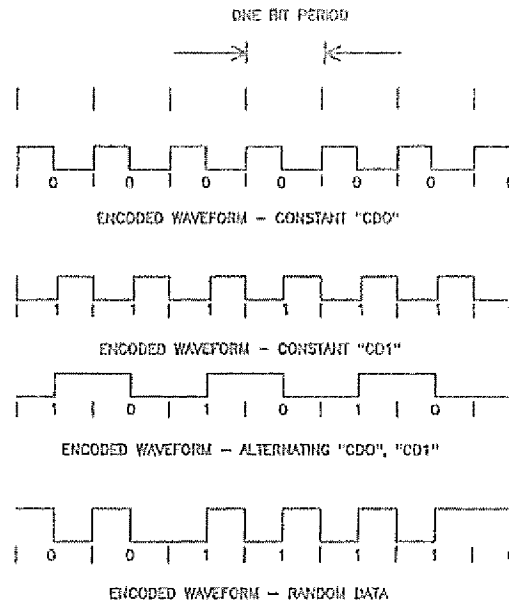 ONE BIT PERIOD
0 0 0 0 0 0
ENCODED WAVEFORM – CONSTANT "CD0"
1 1 1 1 1 1
ENCODED WAVEFORM – CONSTANT "CD1"
1 0 1 0 1 0
ENCODED WAVEFORM – ALTERNATING "CD0", "CD1"
0 0 1 1 1 0
ENCODED WAVEFORM – RANDOM DATA